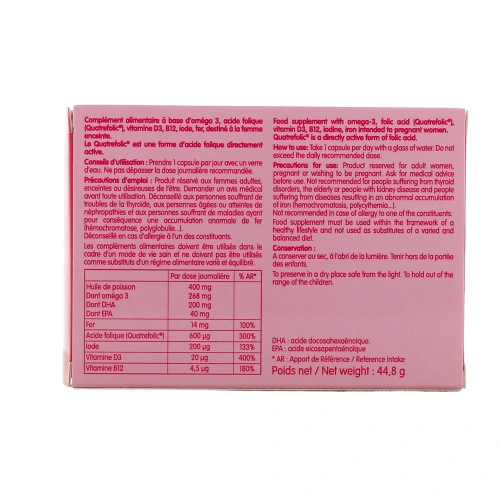 Complément alimentaire à base d'oméga 3, acide folique
(Quatrefolic®), vitamine D3, B12, iode, fer, destiné à la femme
enceinte.
Le Quatrefolic® est une forme d'acide folique directement
active.
Conseils d'utilisation : Prendre 1 capsule par jour avec un verre
d'eau. Ne pas dépasser la dose journalière recommandée.
Précautions d'emploi : Produit réservé aux femmes adultes,
enceintes ou désireuses de l'être. Demander un avis médical
avant toute utilisation. Déconseillé aux personnes souffrant de
troubles de la thyroïde, aux personnes âgées ou atteintes de
néphropathies et aux personnes souffrant de maladies ayant
pour conséquence une accumulation anormale de fer
(hémochromatose, polyglobulie...).
Déconseillé en cas d'allergie à l'un des constituants.
Les compléments alimentaires doivent être utilisés dans le
cadre d'un mode de vie sain et ne doivent pas être utilisés
comme substituts d'un régime alimentaire varié et équilibré.
Par dose journalière % AR*
Huile de poisson 400 mg
Dont oméga 3 268 mg
Dont DHA 200 mg
Dont EPA 40 mg
Fer 14 mg 100%
Acide folique (Quatrefolic®) 600 µg 300%
Iode 200 µg 133%
Vitamine D3 20 µg 400%
Vitamine B12 4,5 µg 180%
Food supplement with omega-3, folic acid (Quatrefolic®),
vitamin D3, B12, iodine, iron intended to pregnant women.
Quatrefolic® is a directly active form of folic acid.
How to use: Take 1 capsule per day with a glass of water. Do not
exceed the daily recommended dose.
Precautions for use: Product reserved for adult women,
pregnant or wishing to be pregnant. Ask for medical advice
before use. Not recommended for people suffering from thyroid
disorders, the elderly or people with kidney disease and people
suffering from diseases resulting in an abnormal accumulation
of iron (hemochromatosis, polycythemia...).
Not recommended in case of allergy to one of the constituents.
Food supplement must be used within the framework of a
healthy lifestyle and not used as substitutes of a varied and
balanced diet.
Conservation :
A conserver au sec, à l'abri de la lumière. Tenir hors de la portée
des enfants.
To preserve in a dry place safe from the light. To hold out of the
range of the children.
DHA : acide docosahexaénoïque.
EPA : acide eicosapentaénoïque
* AR : Apport de Référence / Reference Intake
Poids net / Net weight : 44,8 g